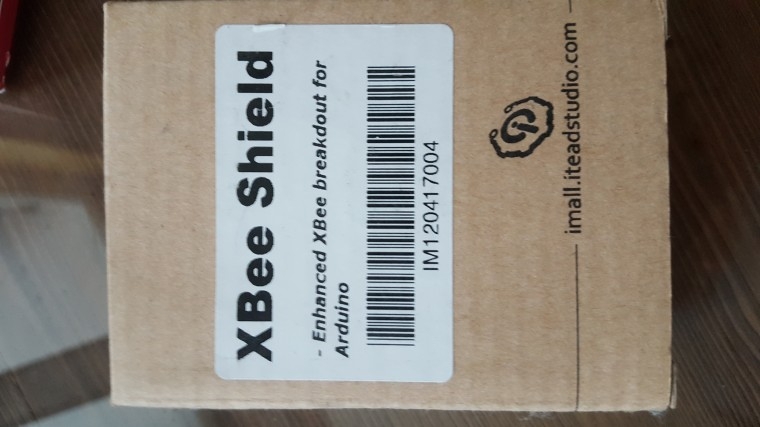 XBee Shield
- Enhanced XBee breakdout for
Arduino
IM120417004
imall.iteadstudio.com